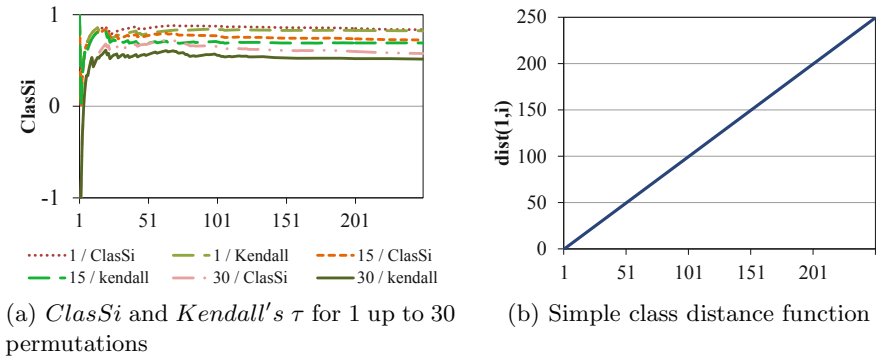 1
0
-1
ClasSi
1 51 101 151 201
1 / ClasSi 1 / Kendall 15 / ClasSi
15 / kendall 30 / ClasSi 30 / kendall
(a) ClasSi and Kendall's τ for 1 up to 30
permutations
250
200
150
100
50
0
dist(1,i)
1 51 101 151 201
(b) Simple class distance function